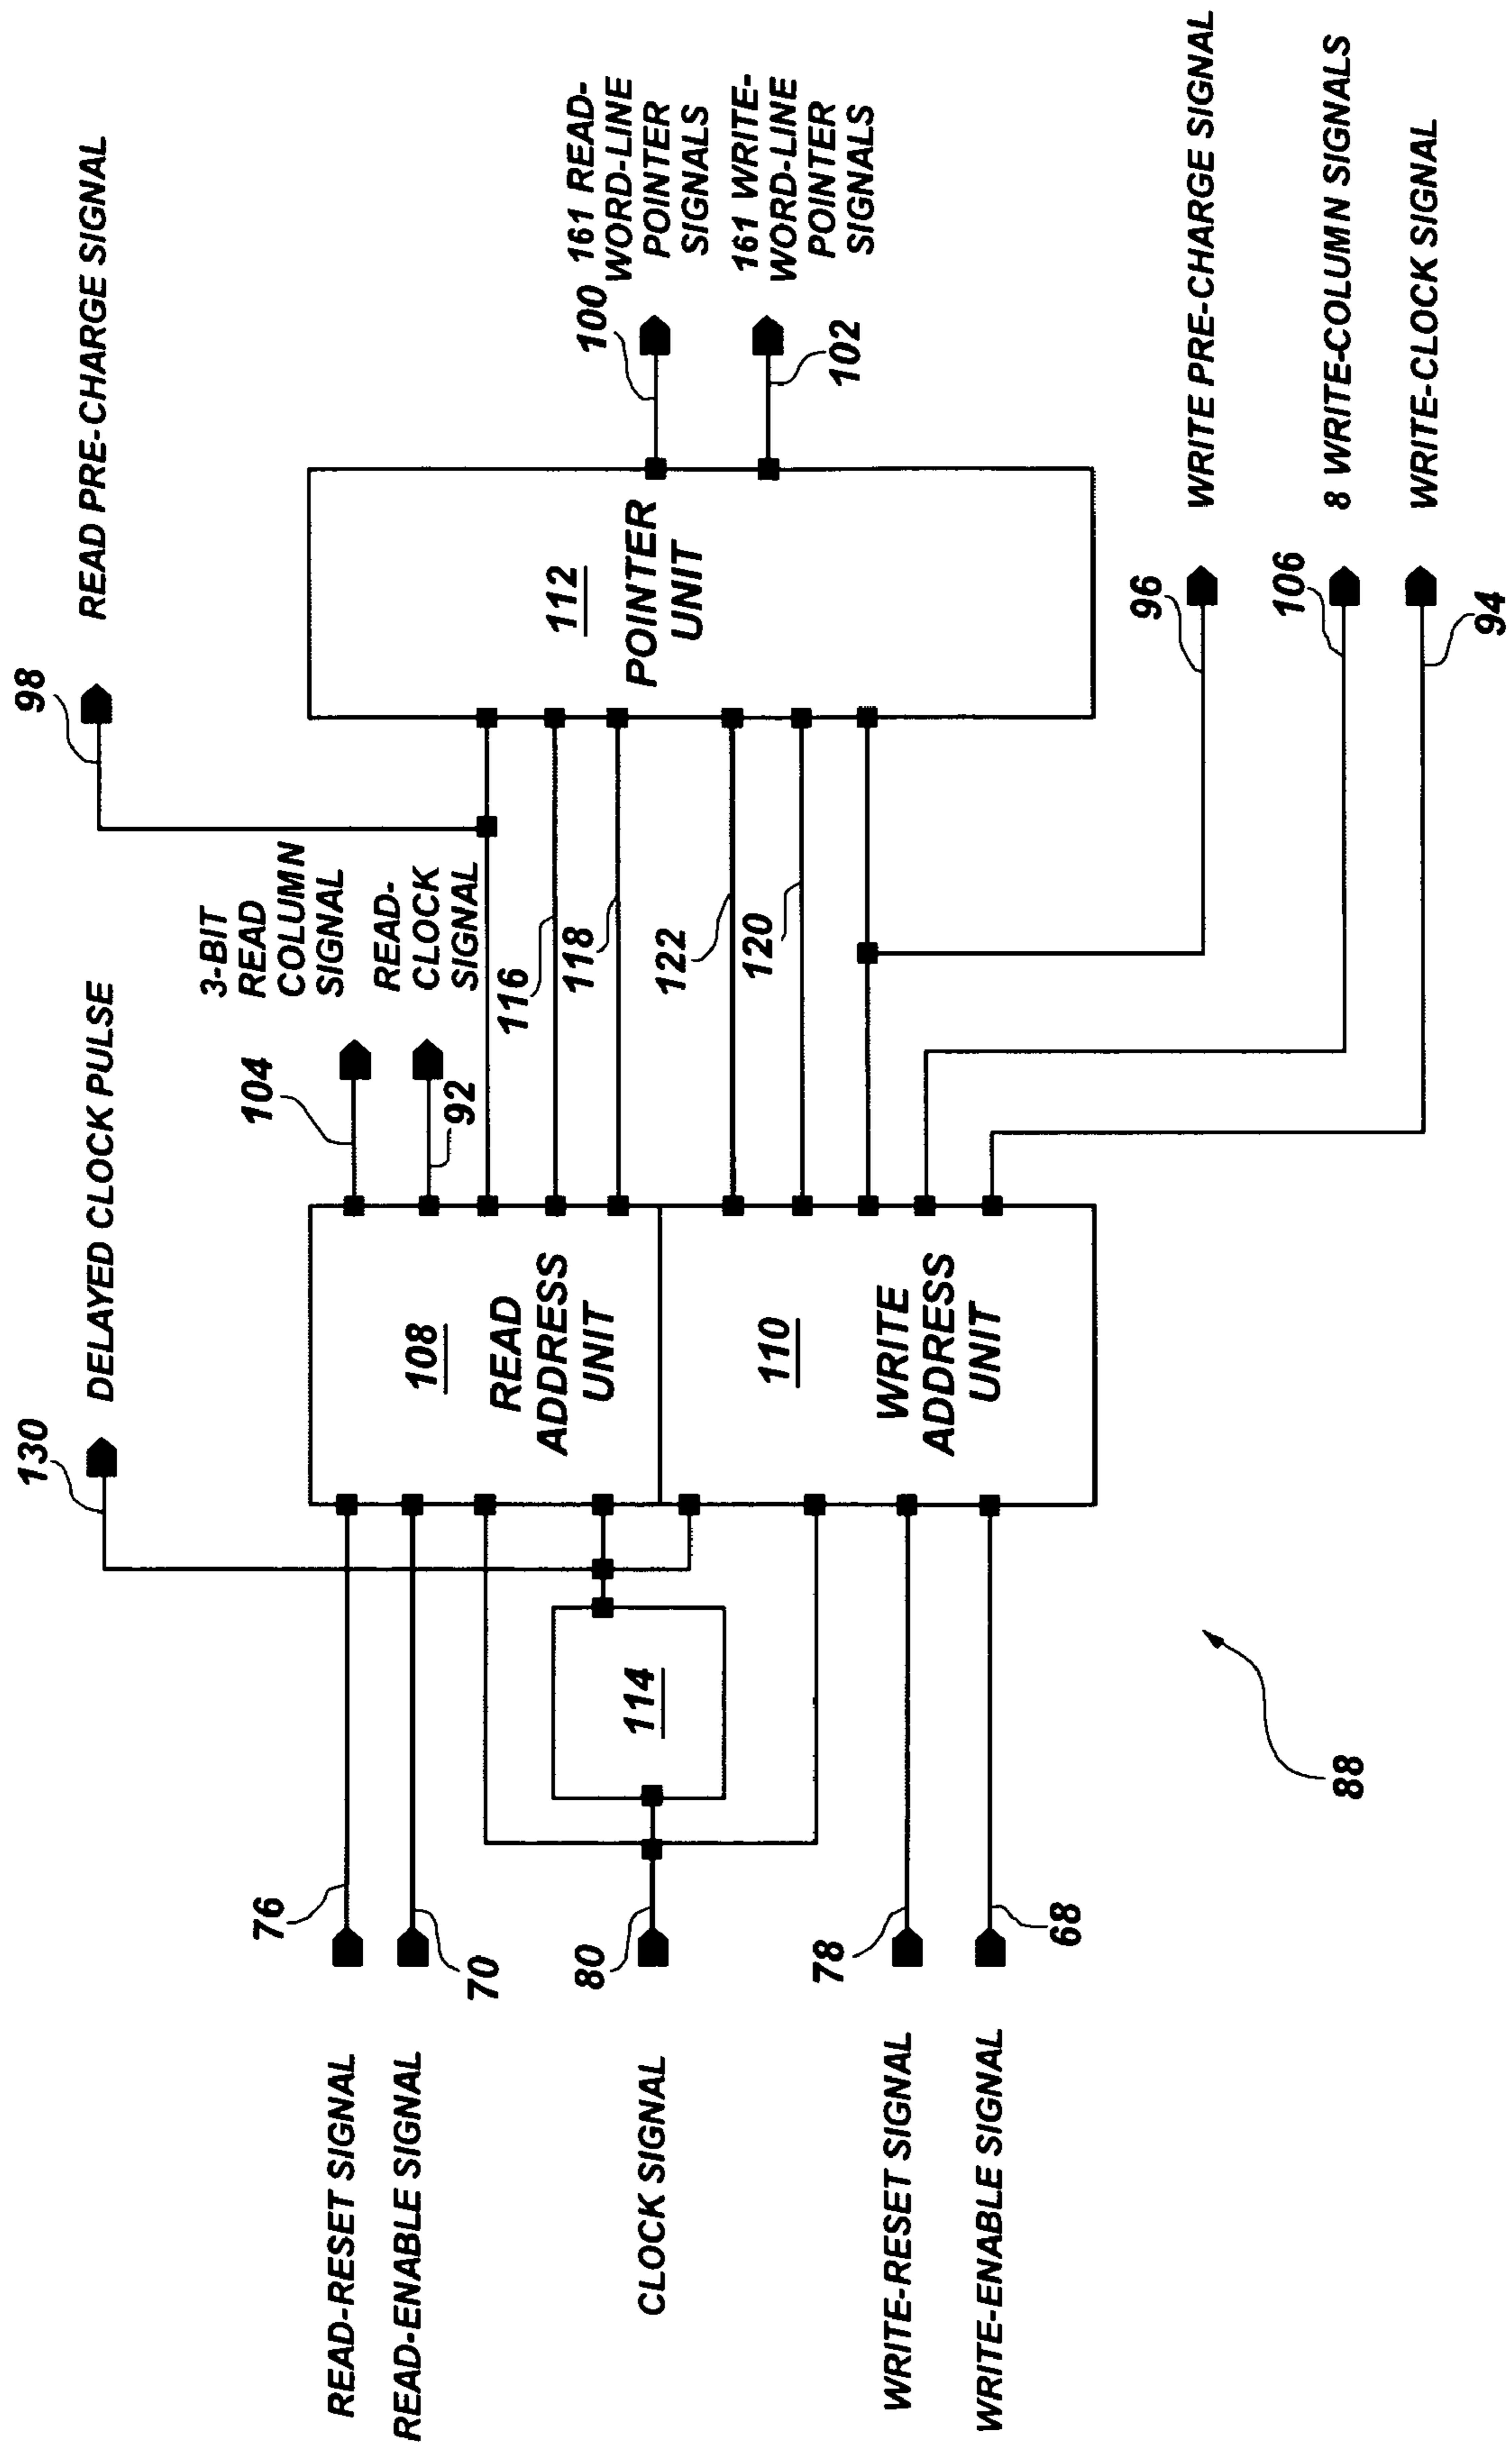 98
READ PRE-CHARGE SIGNAL
130
DELAYED CLOCK PULSE
104
3-BIT
READ
COLUMN
SIGNAL
92
READ-
CLOCK
SIGNAL
76
READ-RESET SIGNAL
70
READ-ENABLE SIGNAL
80
CLOCK SIGNAL
78
WRITE-RESET SIGNAL
68
WRITE-ENABLE SIGNAL
114
108
READ
ADDRESS
UNIT
110
WRITE
ADDRESS
UNIT
116
118
122
120
112
POINTER
UNIT
100
161 READ-
WORD-LINE
POINTER
SIGNALS
102
161 WRITE-
WORD-LINE
POINTER
SIGNALS
96
WRITE PRE-CHARGE SIGNAL
106
8 WRITE-COLUMN SIGNALS
94
WRITE-CLOCK SIGNAL
88